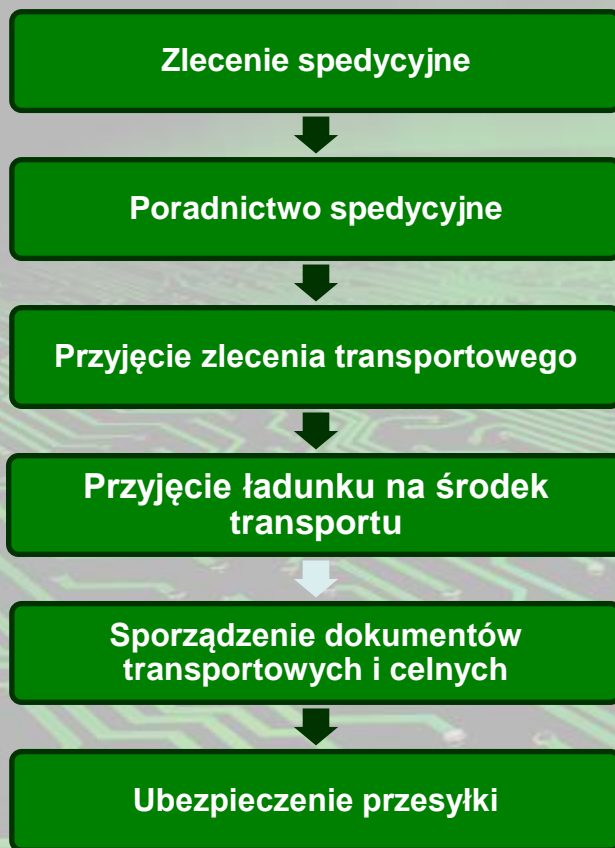 Zlecenie spedycyjne
Poradnictwo spedycyjne
Przyjęcie zlecenia transportowego
Przyjęcie ładunku na środek
transportu
Sporządzenie dokumentów
transportowych i celnych
Ubezpieczenie przesyłki